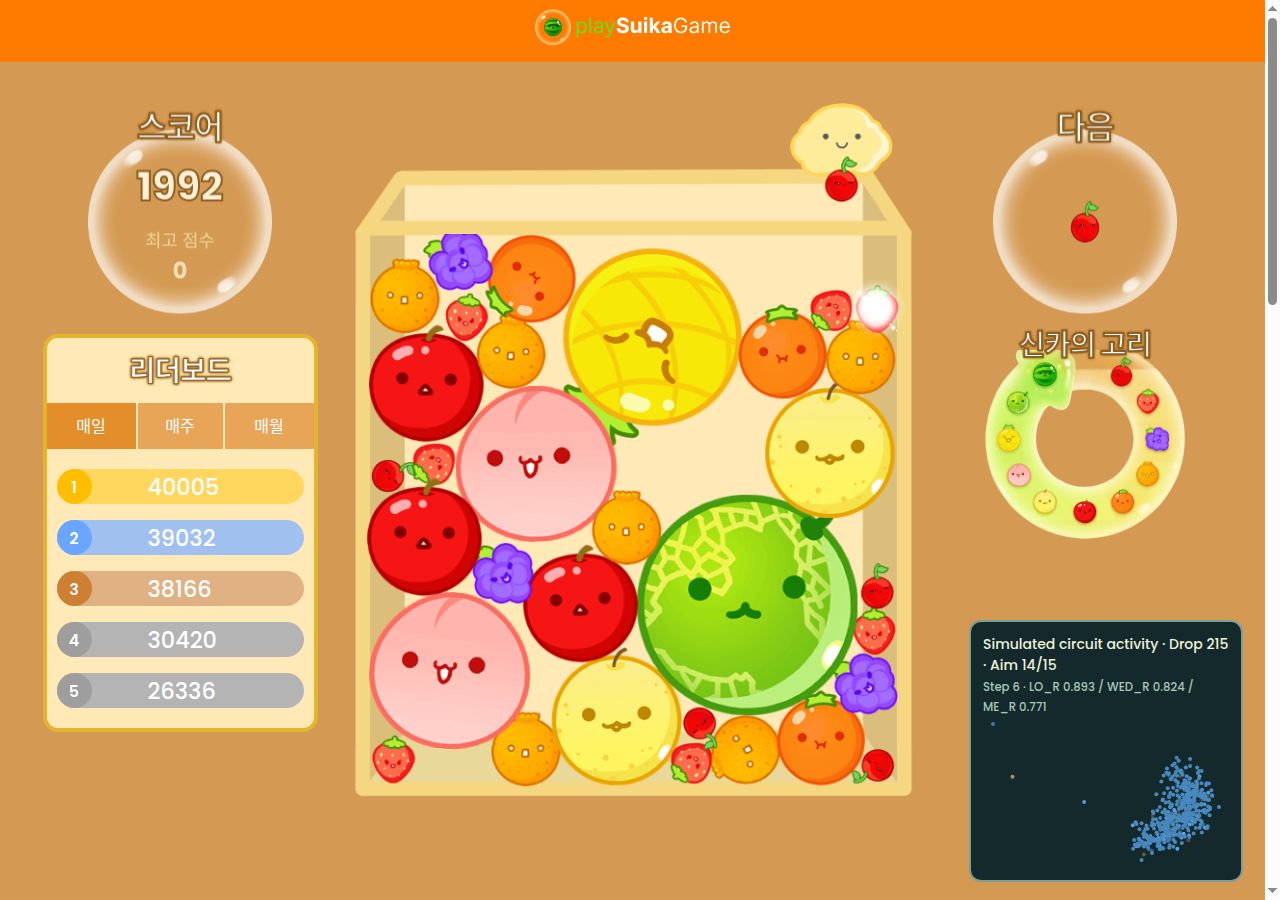 playSuikaGame
스코어
1992
최고 점수
0
다음
신카의 고리
리더보드
매일
매주
매월
1 40005
2 39032
3 38166
4 30420
5 26336
Simulated circuit activity · Drop 215
· Aim 14/15
Step 6 · LO_R 0.893 / WED_R 0.824 /
ME_R 0.771